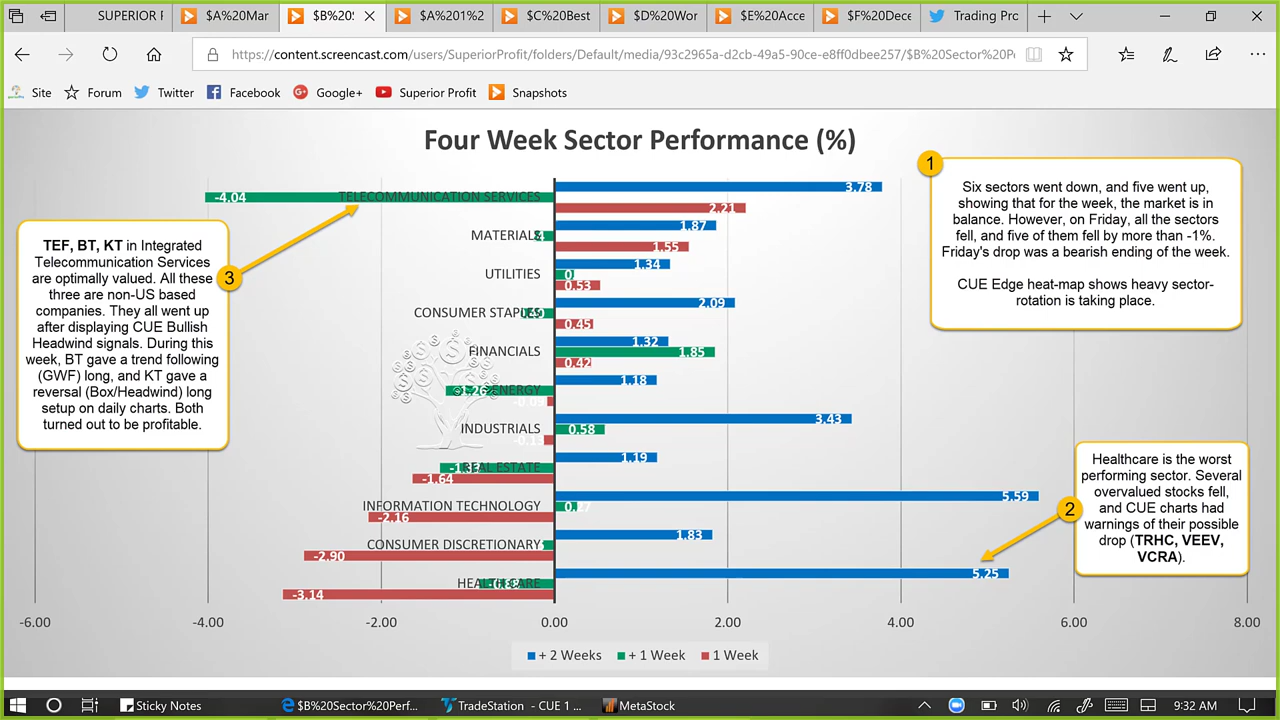 SUPERIOR F
$A%20Mar
$B%20S
$A%201%2
$C%20Best
$D%20Wor
$E%20Acce
$F%20Dece
Trading Prc
https://content.screencast.com/users/SuperiorProfit/folders/Default/media/93c2965a-d2cb-49a5-90ce-e8ff0dbee257/$B%20Sector%20P
Site
Forum
Twitter
Facebook
Google+
Superior Profit
Snapshots
Four Week Sector Performance (%)
1
Six sectors went down, and five went up,
showing that for the week, the market is in
balance. However, on Friday, all the sectors
fell, and five of them fell by more than -1%.
Friday's drop was a bearish ending of the week.
CUE Edge heat-map shows heavy sector-
rotation is taking place.
3
TEF, BT, KT in Integrated
Telecommunication Services
are optimally valued. All these
three are non-US based
companies. They all went up
after displaying CUE Bullish
Headwind signals. During this
week, BT gave a trend following
(GWF) long, and KT gave a
reversal (Box/Headwind) long
setup on daily charts. Both
turned out to be profitable.
2
Healthcare is the worst
performing sector. Several
overvalued stocks fell,
and CUE charts had
warnings of their possible
drop (TRHC, VEEV,
VCRA).
TELECOMMUNICATION SERVICES
3.78
-4.04
2.21
MATERIALS
1.87
1.55
UTILITIES
1.34
0.53
CONSUMER STAPLES
2.09
0.45
FINANCIALS
1.32
1.85
0.42
ENERGY
1.18
-1.26
-0.09
INDUSTRIALS
3.43
0.58
-0.13
REAL ESTATE
1.19
-1.64
INFORMATION TECHNOLOGY
5.59
0.27
-2.16
CONSUMER DISCRETIONARY
1.83
-2.90
HEALTHCARE
5.25
-3.14
-6.00
-4.00
-2.00
0.00
2.00
4.00
6.00
8.00
+ 2 Weeks
+ 1 Week
1 Week
Sticky Notes
$B%20Sector%20Perf...
TradeStation - CUE 1 ...
MetaStock
9:32 AM